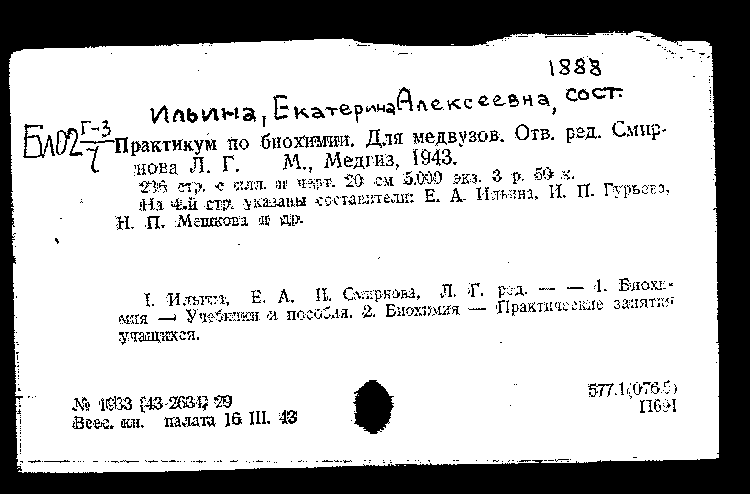 1888
Ильина, Екатерина Алексеевна, сост.
Бл02 Г-3/7
Практикум по биохимии. Для медвузов. Отв. ред. Смир-
нова Л. Г. М., Медгиз, 1943.
236 стр. с илл. и черт. 20 см 5.000 экз. 3 р. 50 к.
На 4-й стр. указаны составители: Е. А. Ильина, И. П. Гурьева,
Н. П. Мешкова и др.
I. Ильина, Е. А. II. Смирнова, Л. Г. ред. — — 1. Биохи-
мия — Учебники и пособия. 2. Биохимия — Практические занятия
учащихся.
№ 1933 [43-2634] 29
Всес. кн. палата 16 III. 43
577.1(076.5)
П691